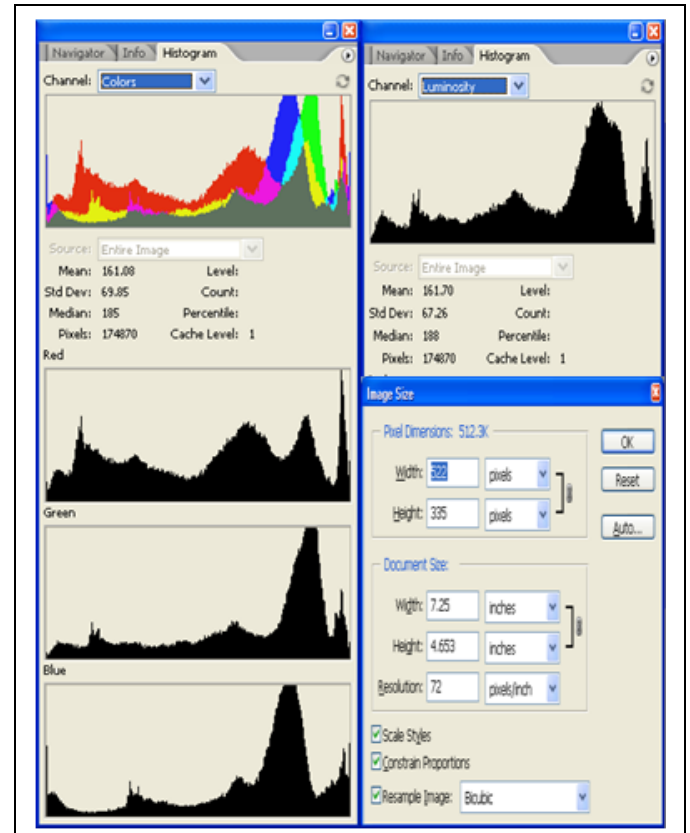 Navigator Info Histogram
Channel: Colors
Source: Entire Image
Mean: 161.08 Level:
Std Dev: 69.85 Count:
Median: 185 Percentile:
Pixels: 174870 Cache Level: 1
Red
Green
Blue
Navigator Info Histogram
Channel: Luminosity
Source: Entire Image
Mean: 161.70 Level:
Std Dev: 67.26 Count:
Median: 188 Percentile:
Pixels: 174870 Cache Level: 1
Image Size
Pixel Dimensions: 512.3K
OK
Width: 522 pixels
Reset
Height: 335 pixels
Auto...
Document Size:
Width: 7.25 inches
Height: 4.653 inches
Resolution: 72 pixels/inch
Scale Styles
Constrain Proportions
Resample Image: Bicubic